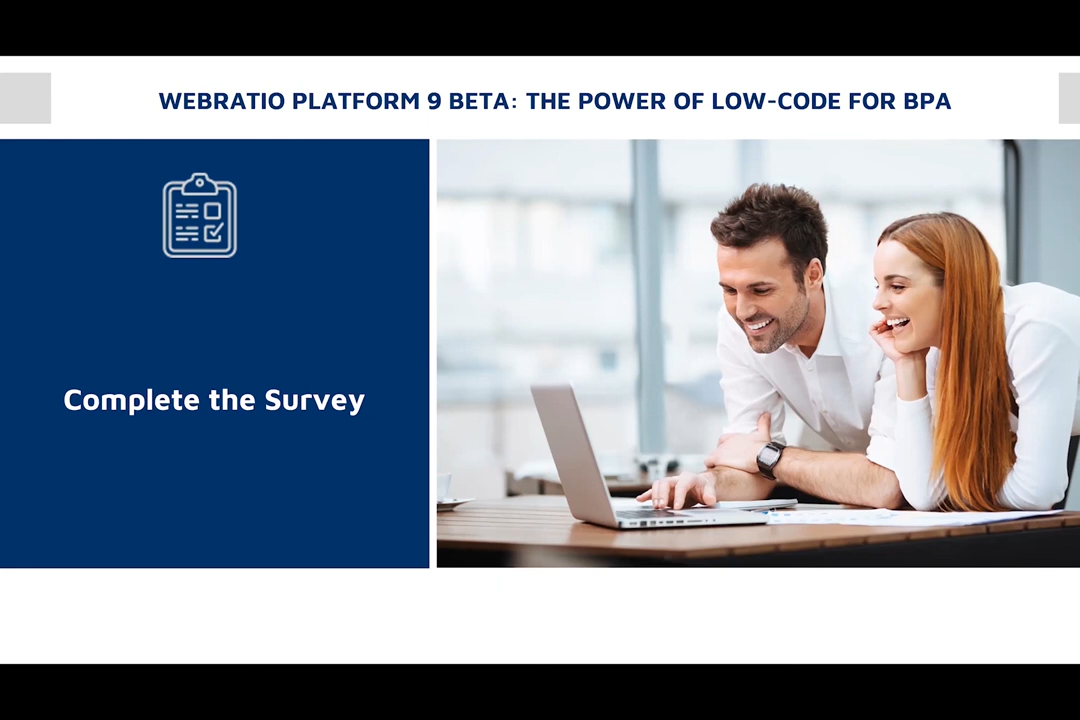 WEBRATIO PLATFORM 9 BETA: THE POWER OF LOW-CODE FOR BPA
Complete the Survey